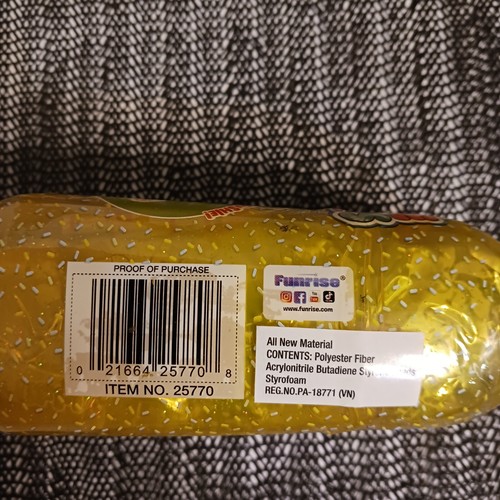 PROOF OF PURCHASE
0 21664 25770 8
ITEM NO. 25770
Funrise®
www.funrise.com
All New Material
CONTENTS: Polyester Fiber
Acrylonitrile Butadiene
Styrofoam
REG.NO.PA-18771 (VN)